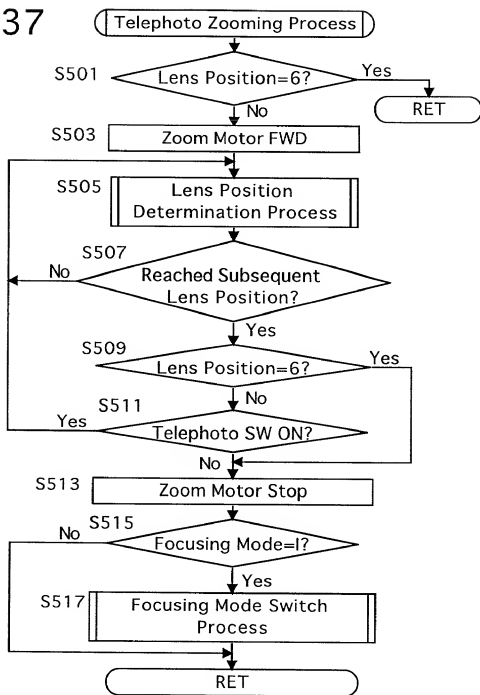 37
Telephoto Zooming Process
S501
Lens Position=6?
Yes
RET
No
S503
Zoom Motor FWD
S505
Lens Position
Determination Process
S507
No
Reached Subsequent
Lens Position?
Yes
S509
Lens Position=6?
Yes
No
S511
Yes
Telephoto SW ON?
No
S513
Zoom Motor Stop
S515
No
Focusing Mode=I?
Yes
S517
Focusing Mode Switch
Process
RET